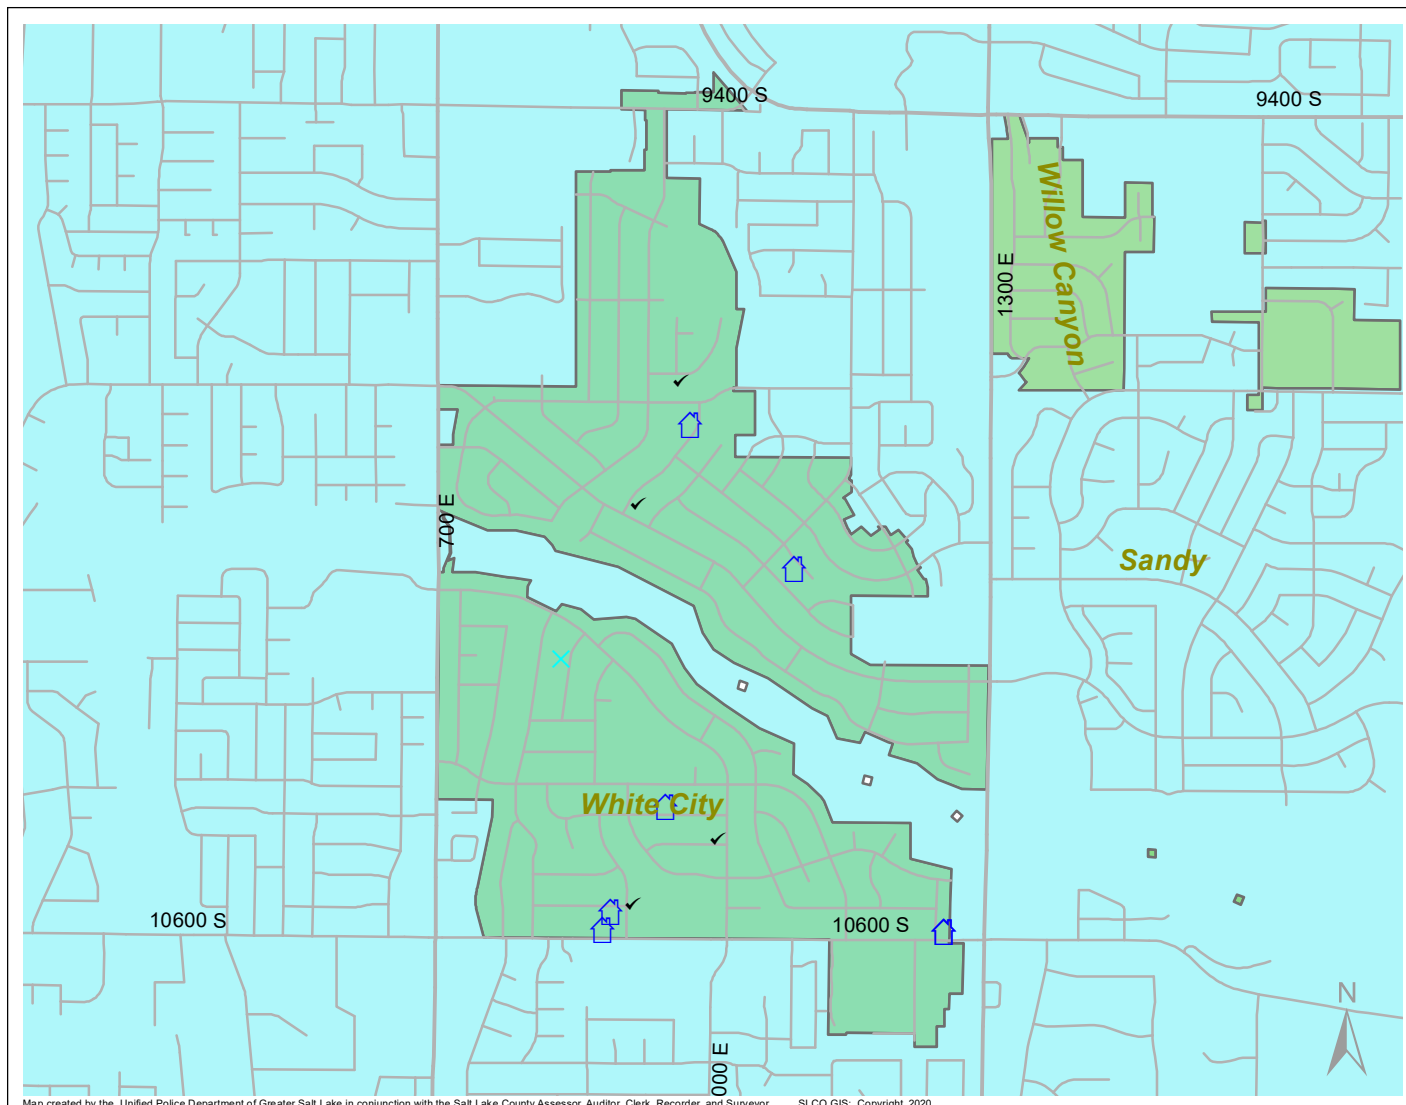 9400 S
9400 S
Willow Canyon
1300 E
700 E
Sandy
White City
10600 S
10600 S
N
000 E
Map created by the Unified Police Department of Greater Salt Lake in conjunction with the Salt Lake County Assessor, Auditor, Clerk, Recorder, and Surveyor. SLCO GIS: Copyright, 2020